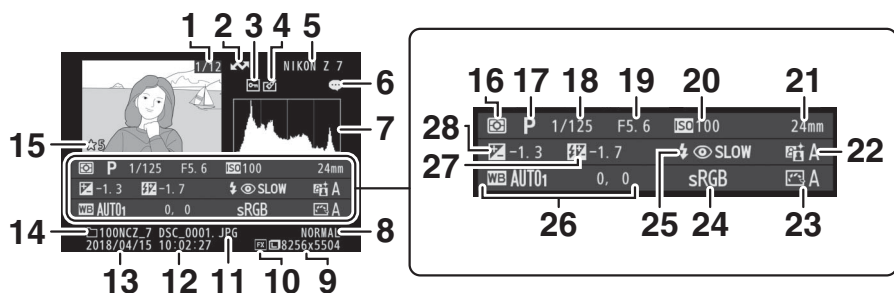 1 2 3 4 5
1/12 NIKON Z 7
6
7
15 5
P 1/125 F5. 6 ISO100 24mm
-1. 3 -1. 7 SLOW A
WB AUTO1 0, 0 sRGB A
14 100NCZ_7 DSC_0001. JPG NORMAL 8
2018/04/15 10:02:27 FX 8256x5504
13 12 11 10 9
16 17 18 19 20 21
P 1/125 F5. 6 ISO100 24mm
28 -1. 3 -1. 7 SLOW A 22
27 25
WB AUTO1 0, 0 sRGB A
26 24 23